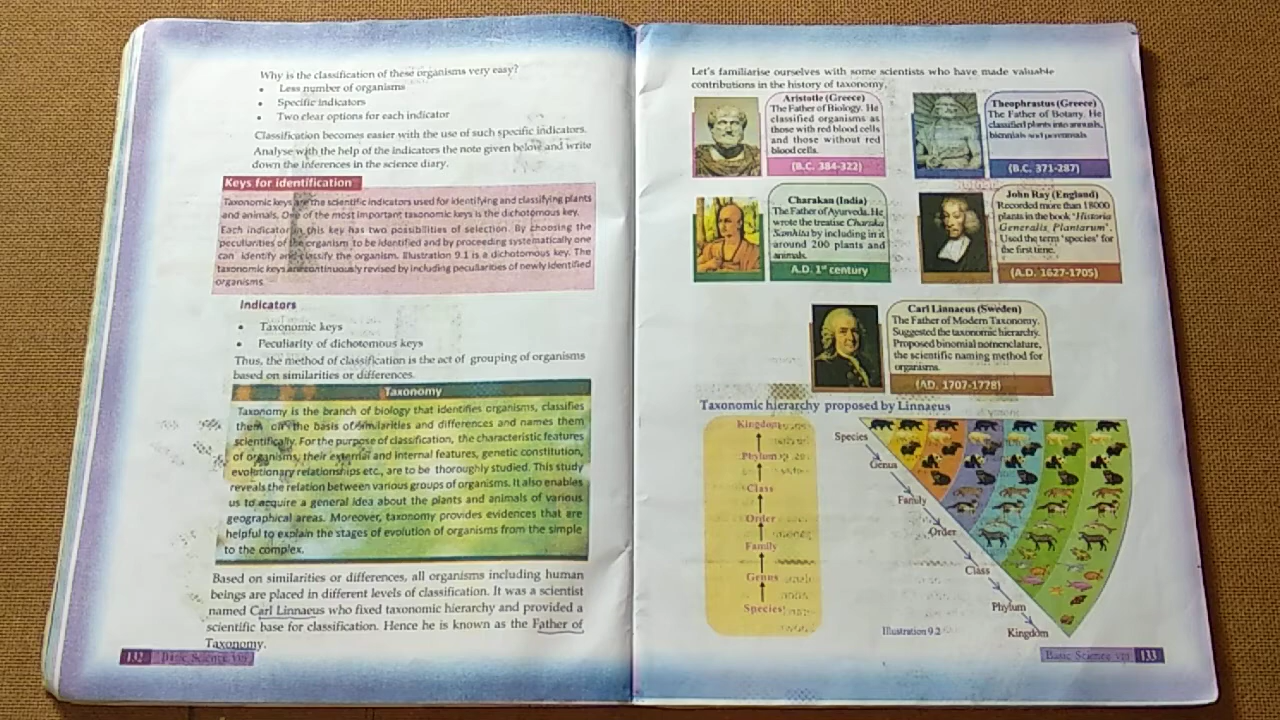 Why is the classification of these organisms very easy?
• Less number of organisms
• Specific indicators
• Two clear options for each indicator
Classification becomes easier with the use of such specific indicators.
Analyse with the help of the indicators the note given below and write
down the inferences in the science diary.
Keys for identification
Taxonomic keys are the scientific indicators used for identifying and classifying plants
and animals. One of the most important taxonomic keys is the dichotomous key.
Each indicator in this key has two possibilities of selection. By choosing the
peculiarities of the organism to be identified and by proceeding systematically one
can identify and classify the organism. Illustration 9.1 is a dichotomous key. The
taxonomic keys are continuously revised by including peculiarities of newly identified
organisms.
Indicators
• Taxonomic keys
• Peculiarity of dichotomous keys
Thus, the method of classification is the act of grouping of organisms
based on similarities or differences.
Taxonomy
Taxonomy is the branch of biology that identifies organisms, classifies
them on the basis of similarities and differences and names them
scientifically. For the purpose of classification, the characteristic features
of organisms, their external and internal features, genetic constitution,
evolutionary relationships etc., are to be thoroughly studied. This study
reveals the relation between various groups of organisms. It also enables
us to acquire a general idea about the plants and animals of various
geographical areas. Moreover, taxonomy provides evidences that are
helpful to explain the stages of evolution of organisms from the simple
to the complex.
Based on similarities or differences, all organisms including human
beings are placed in different levels of classification. It was a scientist
named Carl Linnaeus who fixed taxonomic hierarchy and provided a
scientific base for classification. Hence he is known as the Father of
Taxonomy.
132 Basic Science VIII
Let's familiarise ourselves with some scientists who have made valuable
contributions in the history of taxonomy.
Aristotle (Greece)
The Father of Biology. He
classified organisms as
those with red blood cells
and those without red
blood cells.
(B.C. 384-322)
Theophrastus (Greece)
The Father of Botany. He
classified plants into annuals,
biennials and perennials.
(B.C. 371-287)
Charakan (India)
The Father of Ayurveda. He
wrote the treatise Charaka
Samhita by including in it
around 200 plants and
animals.
A.D. 1st century
John Ray (England)
Recorded more than 18000
plants in the book 'Historia
Generalis Plantarum'.
Used the term 'species' for
the first time.
(A.D. 1627-1705)
Carl Linnaeus (Sweden)
The Father of Modern Taxonomy.
Suggested the taxonomic hierarchy.
Proposed binomial nomenclature,
the scientific naming method for
organisms.
(AD. 1707-1778)
Taxonomic hierarchy proposed by Linnaeus
Kingdom
Phylum
Class
Order
Family
Genus
Species
Species
Genus
Family
Order
Class
Phylum
Kingdom
Illustration 9.2
Basic Science VIII 133